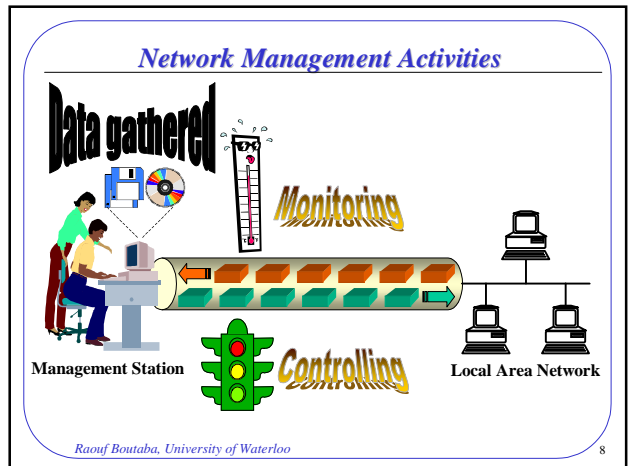 Network Management Activities
Data gathered
Monitoring
Controlling
Management Station
Local Area Network
Raouf Boutaba, University of Waterloo
8